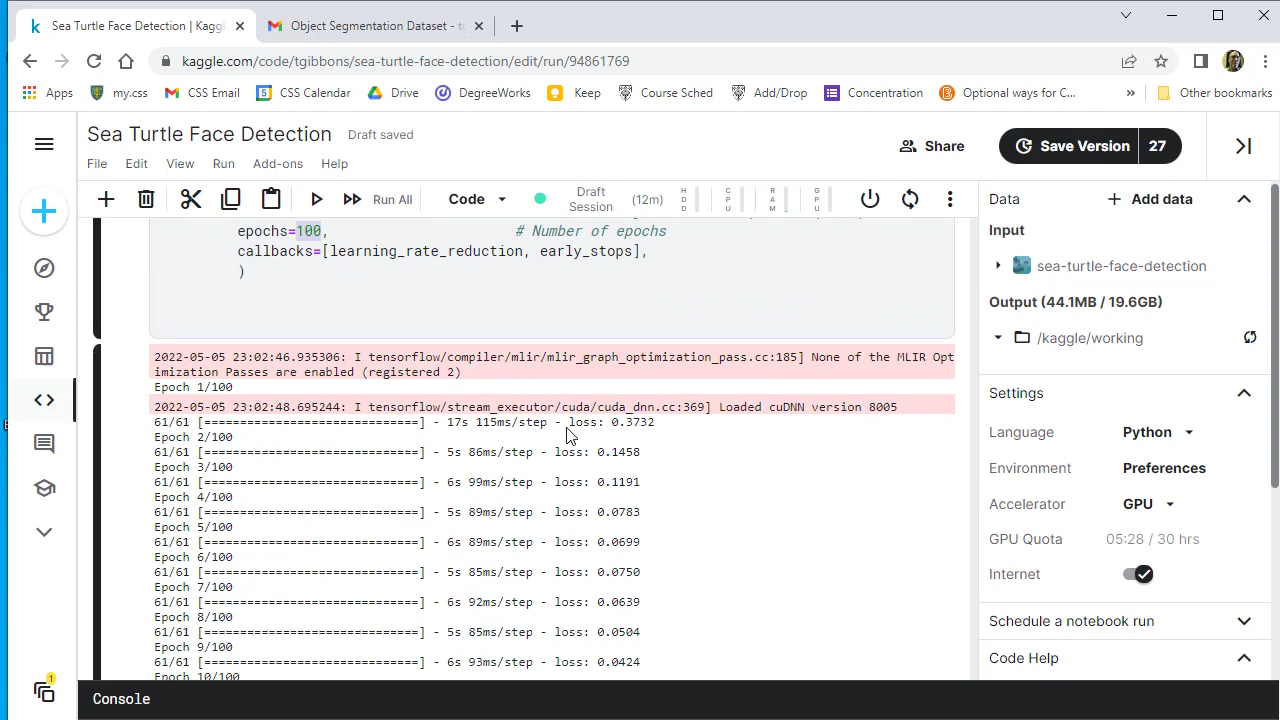 Sea Turtle Face Detection | Kaggl
Object Segmentation Dataset - tg
kaggle.com/code/tgibbons/sea-turtle-face-detection/edit/run/94861769
Apps
my.css
CSS Email
CSS Calendar
Drive
DegreeWorks
Keep
Course Sched
Add/Drop
Concentration
Optional ways for C...
»
Other bookmarks
Sea Turtle Face Detection
Draft saved
Share
Save Version
27
File
Edit
View
Run
Add-ons
Help
Run All
Code
Draft
Session
(12m)
HDD
CPU
RAM
GPU
epochs=100, # Number of epochs
callbacks=[learning_rate_reduction, early_stops],
)
2022-05-05 23:02:46.935306: I tensorflow/compiler/mlir/mlir_graph_optimization_pass.cc:185] None of the MLIR Opt
imization Passes are enabled (registered 2)
Epoch 1/100
2022-05-05 23:02:48.695244: I tensorflow/stream_executor/cuda/cuda_dnn.cc:369] Loaded cuDNN version 8005
61/61 [==============================] - 17s 115ms/step - loss: 0.3732
Epoch 2/100
61/61 [==============================] - 5s 86ms/step - loss: 0.1458
Epoch 3/100
61/61 [==============================] - 6s 99ms/step - loss: 0.1191
Epoch 4/100
61/61 [==============================] - 5s 89ms/step - loss: 0.0783
Epoch 5/100
61/61 [==============================] - 6s 89ms/step - loss: 0.0699
Epoch 6/100
61/61 [==============================] - 5s 85ms/step - loss: 0.0750
Epoch 7/100
61/61 [==============================] - 6s 92ms/step - loss: 0.0639
Epoch 8/100
61/61 [==============================] - 5s 85ms/step - loss: 0.0504
Epoch 9/100
61/61 [==============================] - 6s 93ms/step - loss: 0.0424
Epoch 10/100
Console
Data
Add data
Input
sea-turtle-face-detection
Output (44.1MB / 19.6GB)
/kaggle/working
Settings
Language
Python
Environment
Preferences
Accelerator
GPU
GPU Quota
05:28 / 30 hrs
Internet
Schedule a notebook run
Code Help
1